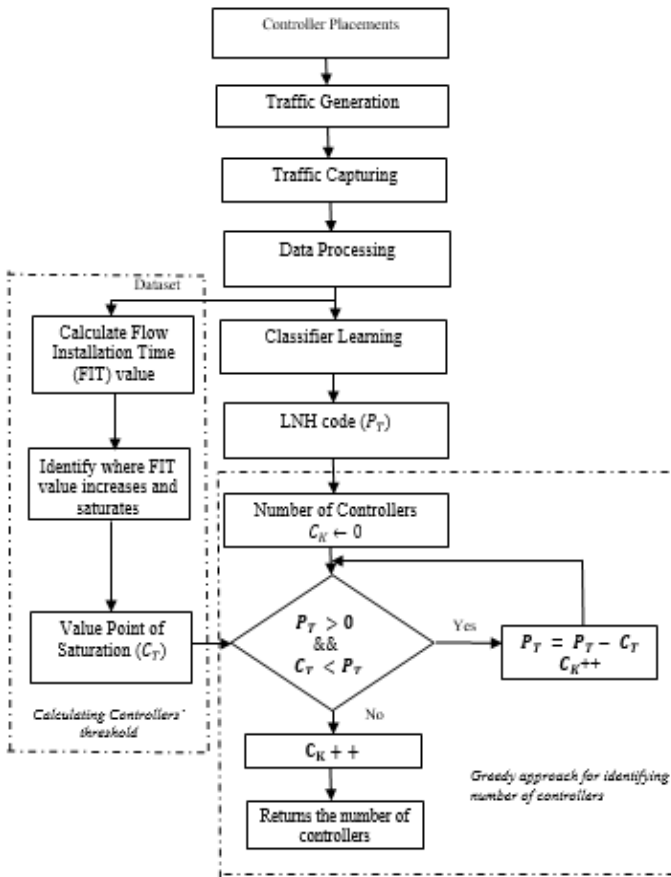 Controller Placements
Traffic Generation
Traffic Capturing
Data Processing
Dataset
Calculate Flow
Installation Time
(FIT) value
Classifier Learning
LNH code (P_T)
Identify where FIT
value increases and
saturates
Number of Controllers
C_K ← 0
Value Point of
Saturation (C_T)
P_T > 0
&&
C_T < P_T
Yes
P_T = P_T − C_T
C_K++
Calculating Controllers'
threshold
No
C_K + +
Greedy approach for identifying
number of controllers
Returns the number of
controllers